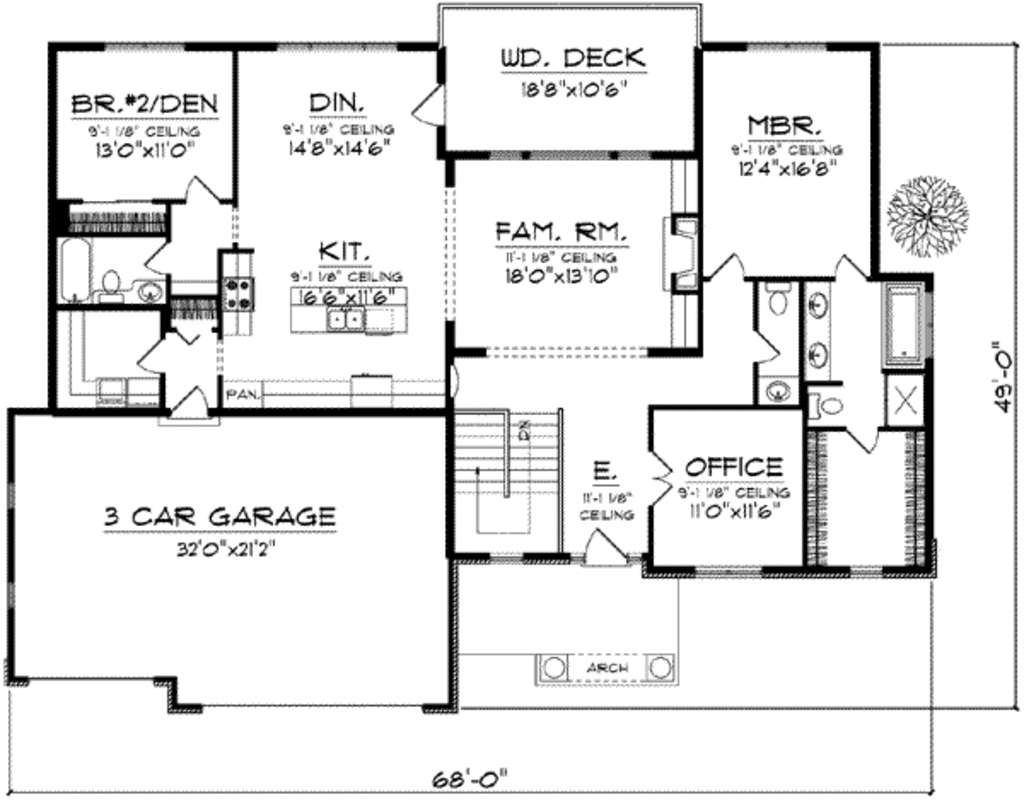 WD. DECK
18'8"x10'6"
BR.#2/DEN
9'-1 1/8" CEILING
13'0"x11'0"
DIN.
9'-1 1/8" CEILING
14'8"x14'6"
MBR.
9'-1 1/8" CEILING
12'4"x16'8"
FAM. RM.
11'-1 1/8" CEILING
18'0"x13'10"
KIT.
9'-1 1/8" CEILING
16'6"x11'6"
PAN.
49'-0"
DN
OFFICE
9'-1 1/8" CEILING
11'0"x11'6"
E.
11'-1 1/8"
CEILING
3 CAR GARAGE
32'0"x21'2"
ARCH
68'-0"